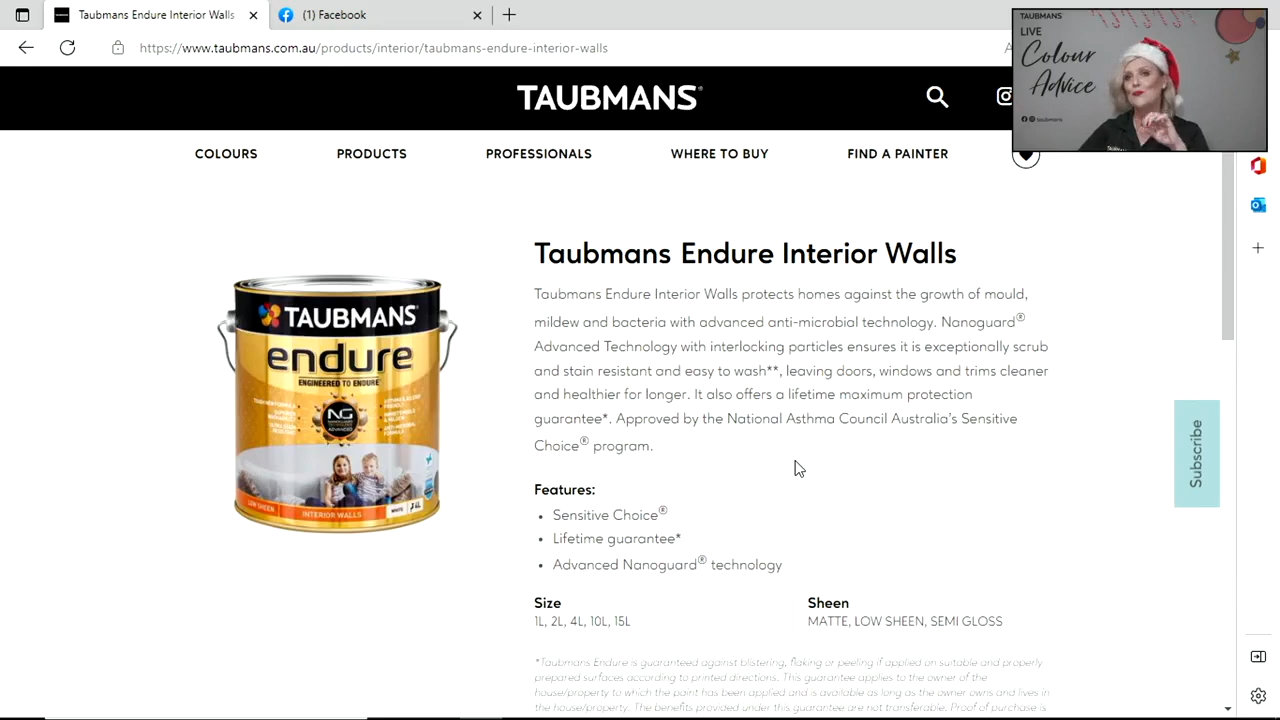 Taubmans Endure Interior Walls
(1) Facebook
https://www.taubmans.com.au/products/interior/taubmans-endure-interior-walls
TAUBMANS
LIVE
Colour
Advice
taubmans
TAUBMANS®
COLOURS
PRODUCTS
PROFESSIONALS
WHERE TO BUY
FIND A PAINTER
TAUBMANS
endure
ENGINEERED TO ENDURE
NG
LOW SHEEN
INTERIOR WALLS
WHITE
Taubmans Endure Interior Walls
Taubmans Endure Interior Walls protects homes against the growth of mould,
mildew and bacteria with advanced anti-microbial technology. Nanoguard®
Advanced Technology with interlocking particles ensures it is exceptionally scrub
and stain resistant and easy to wash**, leaving doors, windows and trims cleaner
and healthier for longer. It also offers a lifetime maximum protection
guarantee*. Approved by the National Asthma Council Australia's Sensitive
Choice® program.
Features:
• Sensitive Choice®
• Lifetime guarantee*
• Advanced Nanoguard® technology
Size
1L, 2L, 4L, 10L, 15L
Sheen
MATTE, LOW SHEEN, SEMI GLOSS
*Taubmans Endure is guaranteed against blistering, flaking or peeling if applied on suitable and properly
prepared surfaces according to printed directions. This guarantee applies to the owner of the
house/property to which the paint has been applied and is available as long as the owner owns and lives in
the house/property. The benefits provided under this guarantee are not transferable. Proof of purchase is
Subscribe